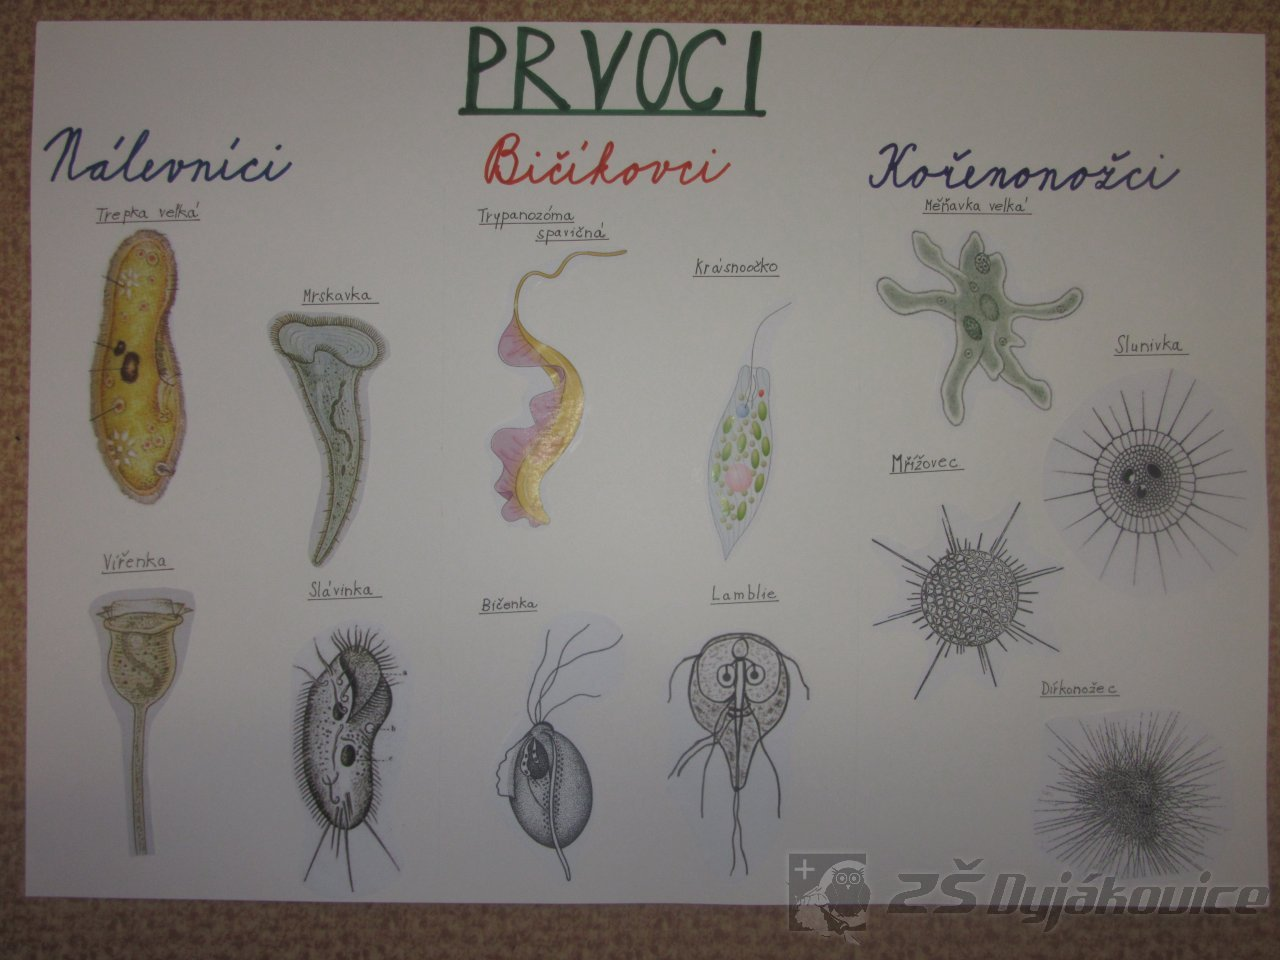 PRVOCI
Nálevníci
Bičíkovci
Kořenonožci
Trepka velká
Mrskavka
Vířenka
Slávinka
Trypanozóma
spavičná
Krásnoočko
Bičenka
Lamblie
Měňavka velká
Slunivka
Mřížovec
Dírkonožec
ZŠ Dyjákovice